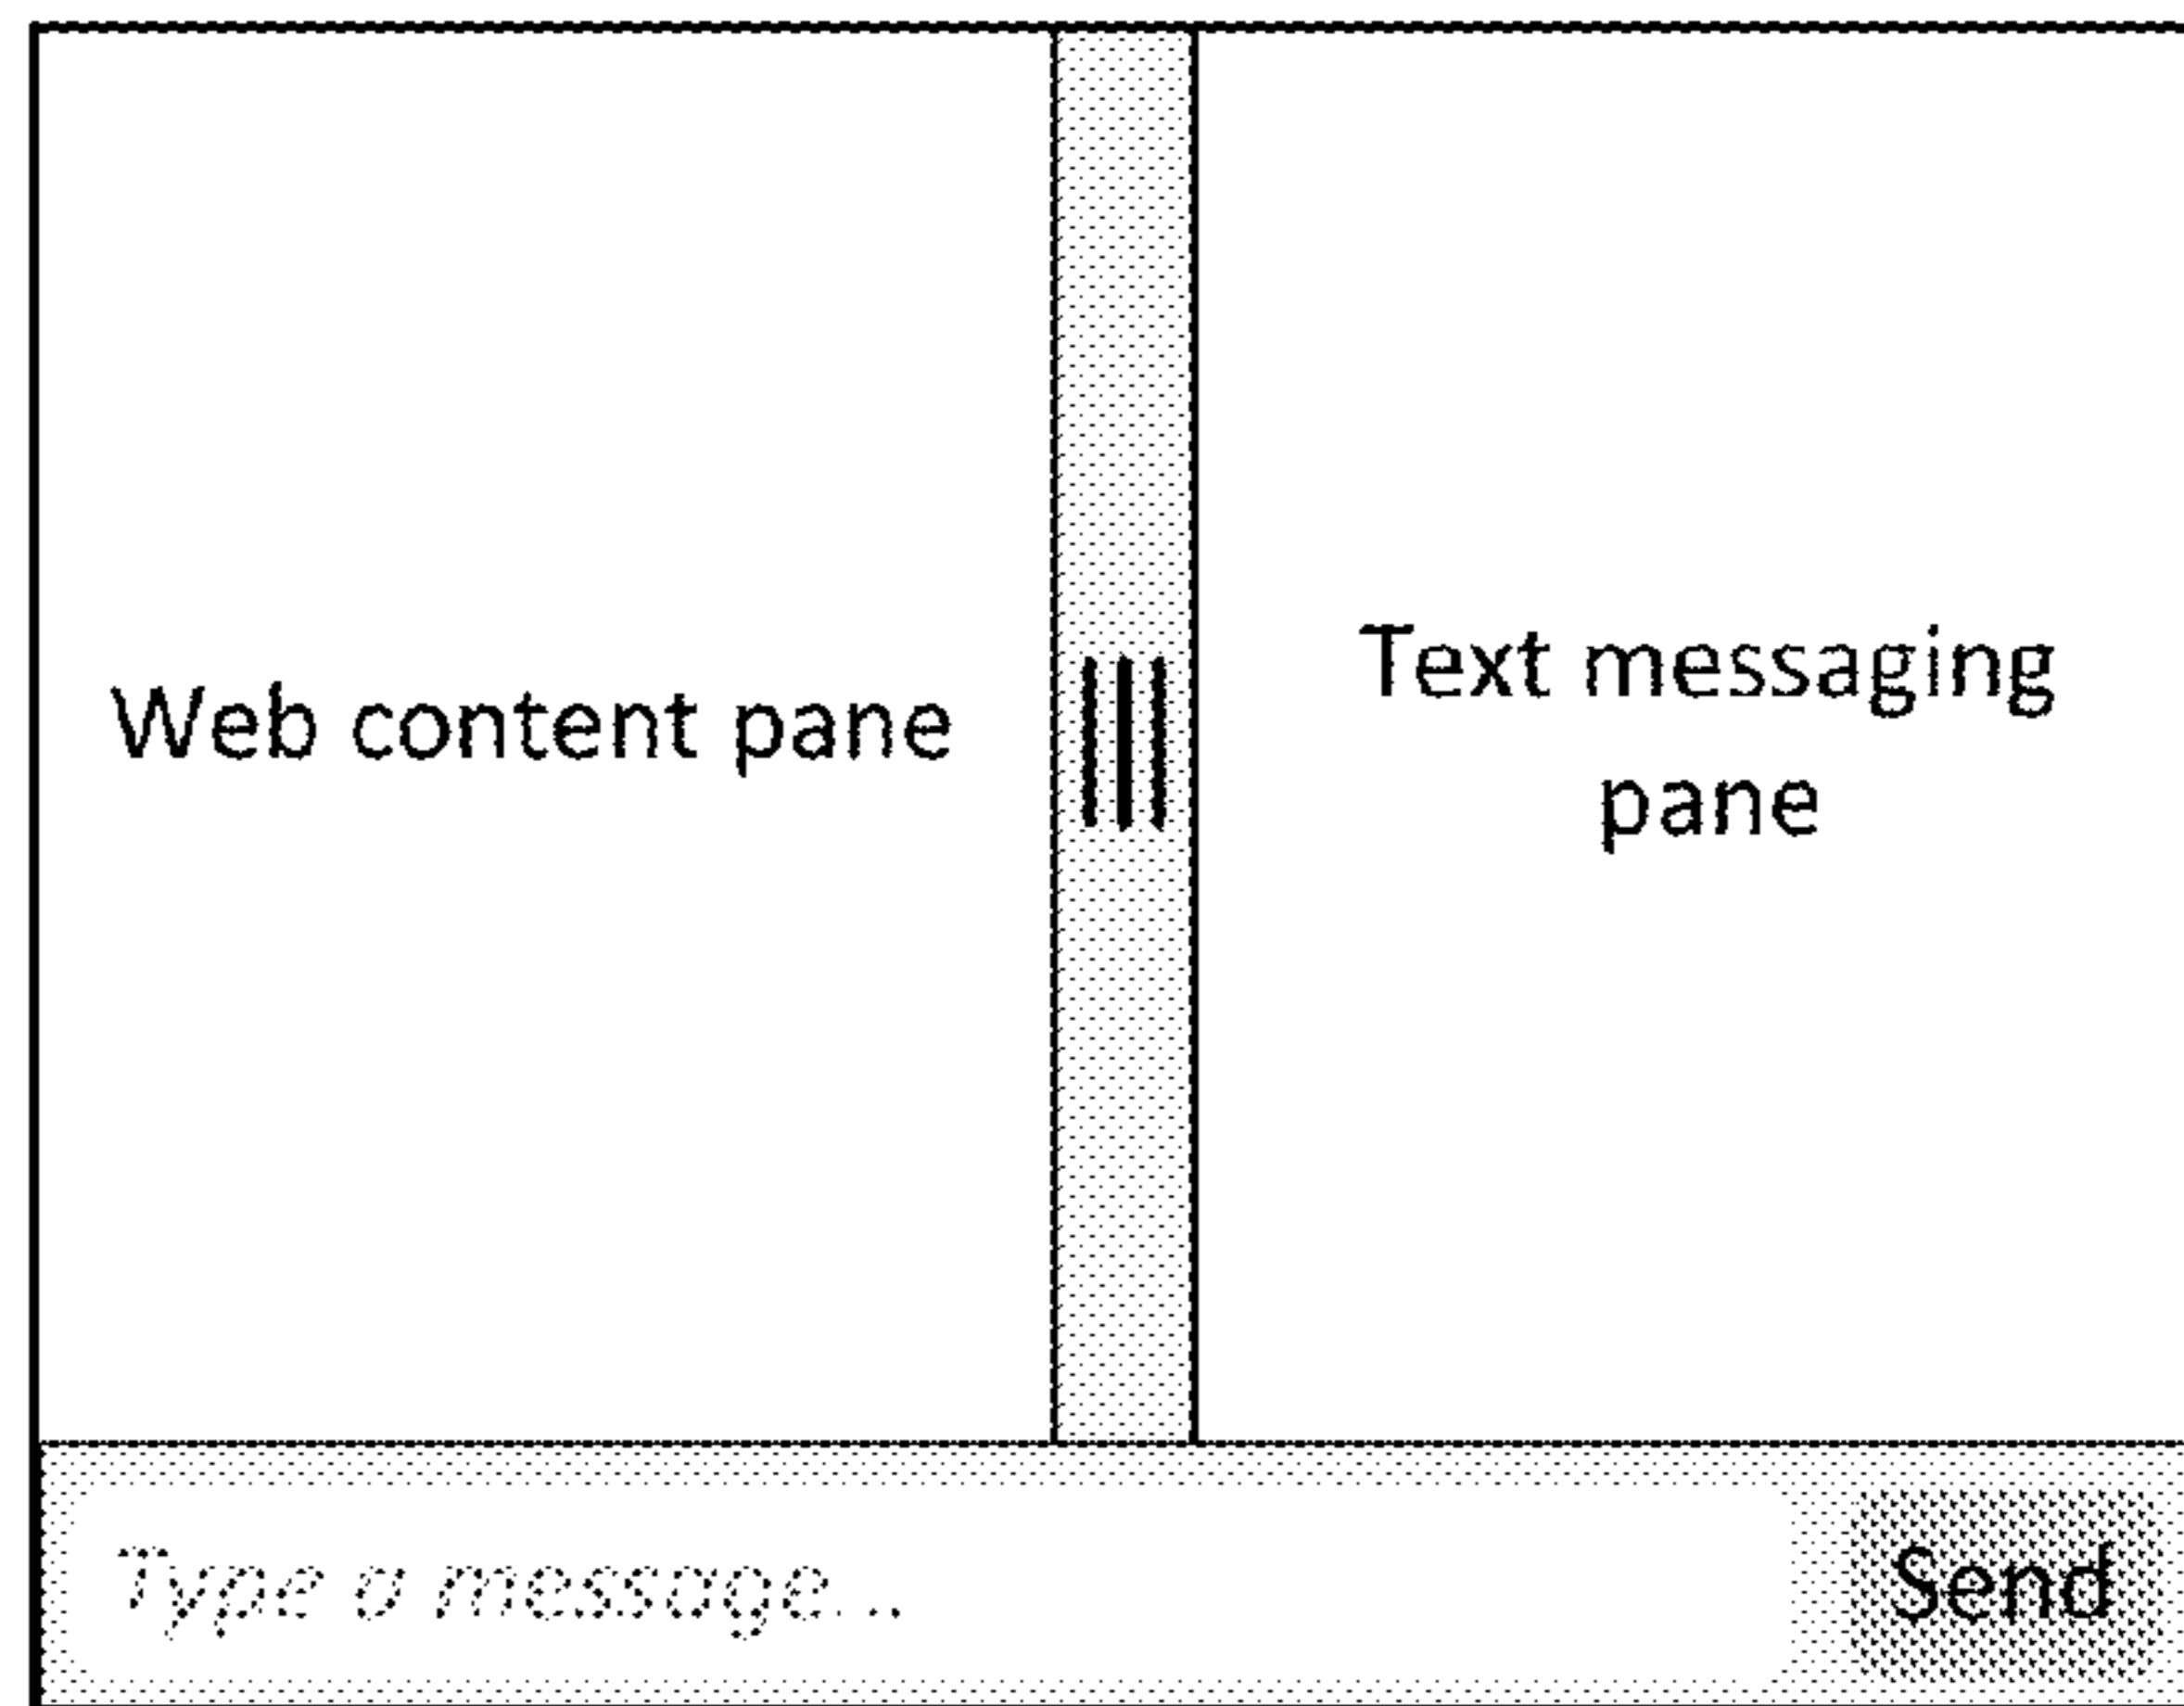 Web content pane
Text messaging
pane
Type a message...
Send